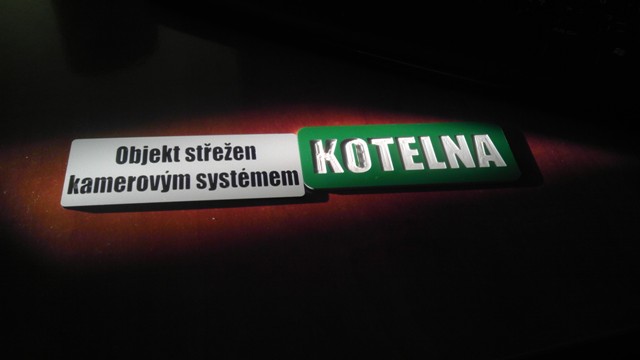 Objekt střežen
kamerovým systémem
KOTELNA